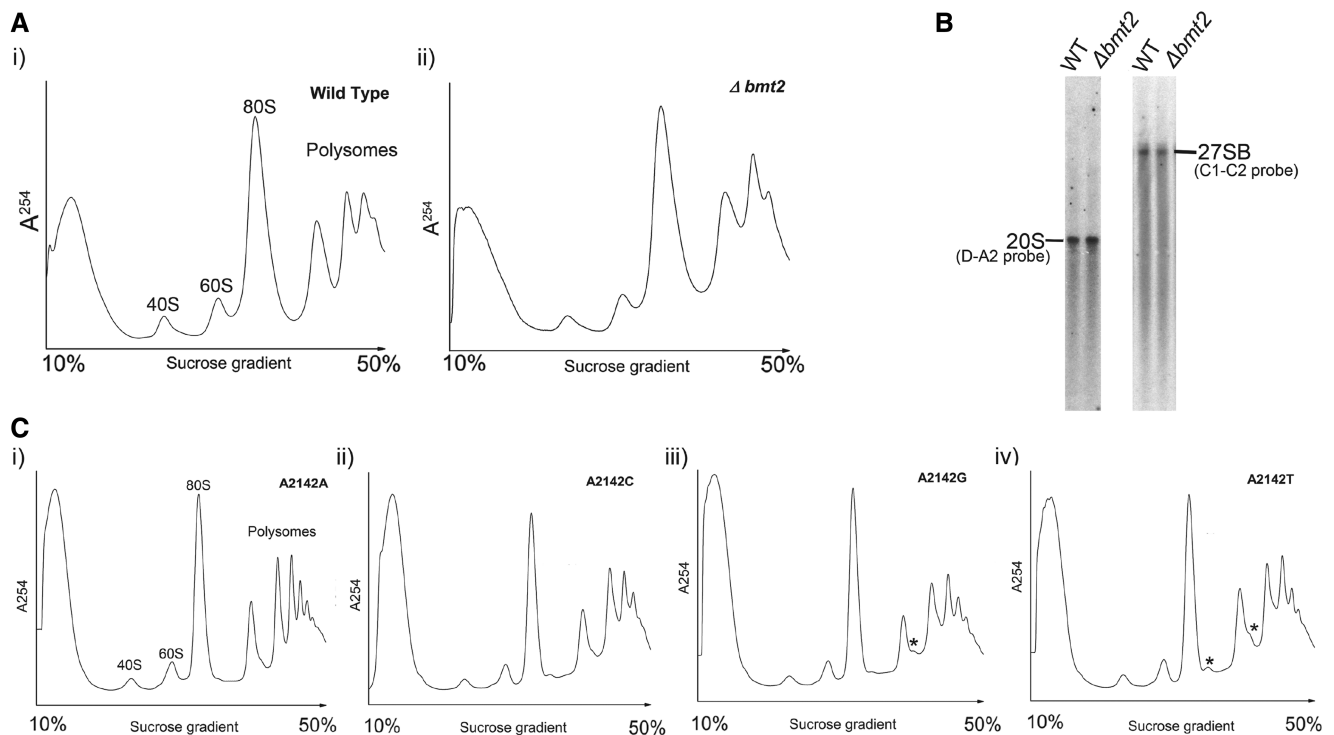 A
i)
Wild Type
80S
Polysomes
40S
60S
A254
10%
Sucrose gradient
50%
ii)
Δ bmt2
A254
10%
Sucrose gradient
50%
B
WT
Δbmt2
WT
Δbmt2
27SB
(C1-C2 probe)
20S
(D-A2 probe)
C
i)
A2142A
80S
Polysomes
40S
60S
A254
10%
Sucrose gradient
50%
ii)
A2142C
A254
10%
Sucrose gradient
50%
iii)
A2142G
*
A254
10%
Sucrose gradient
50%
iv)
A2142T
*
*
A254
10%
Sucrose gradient
50%